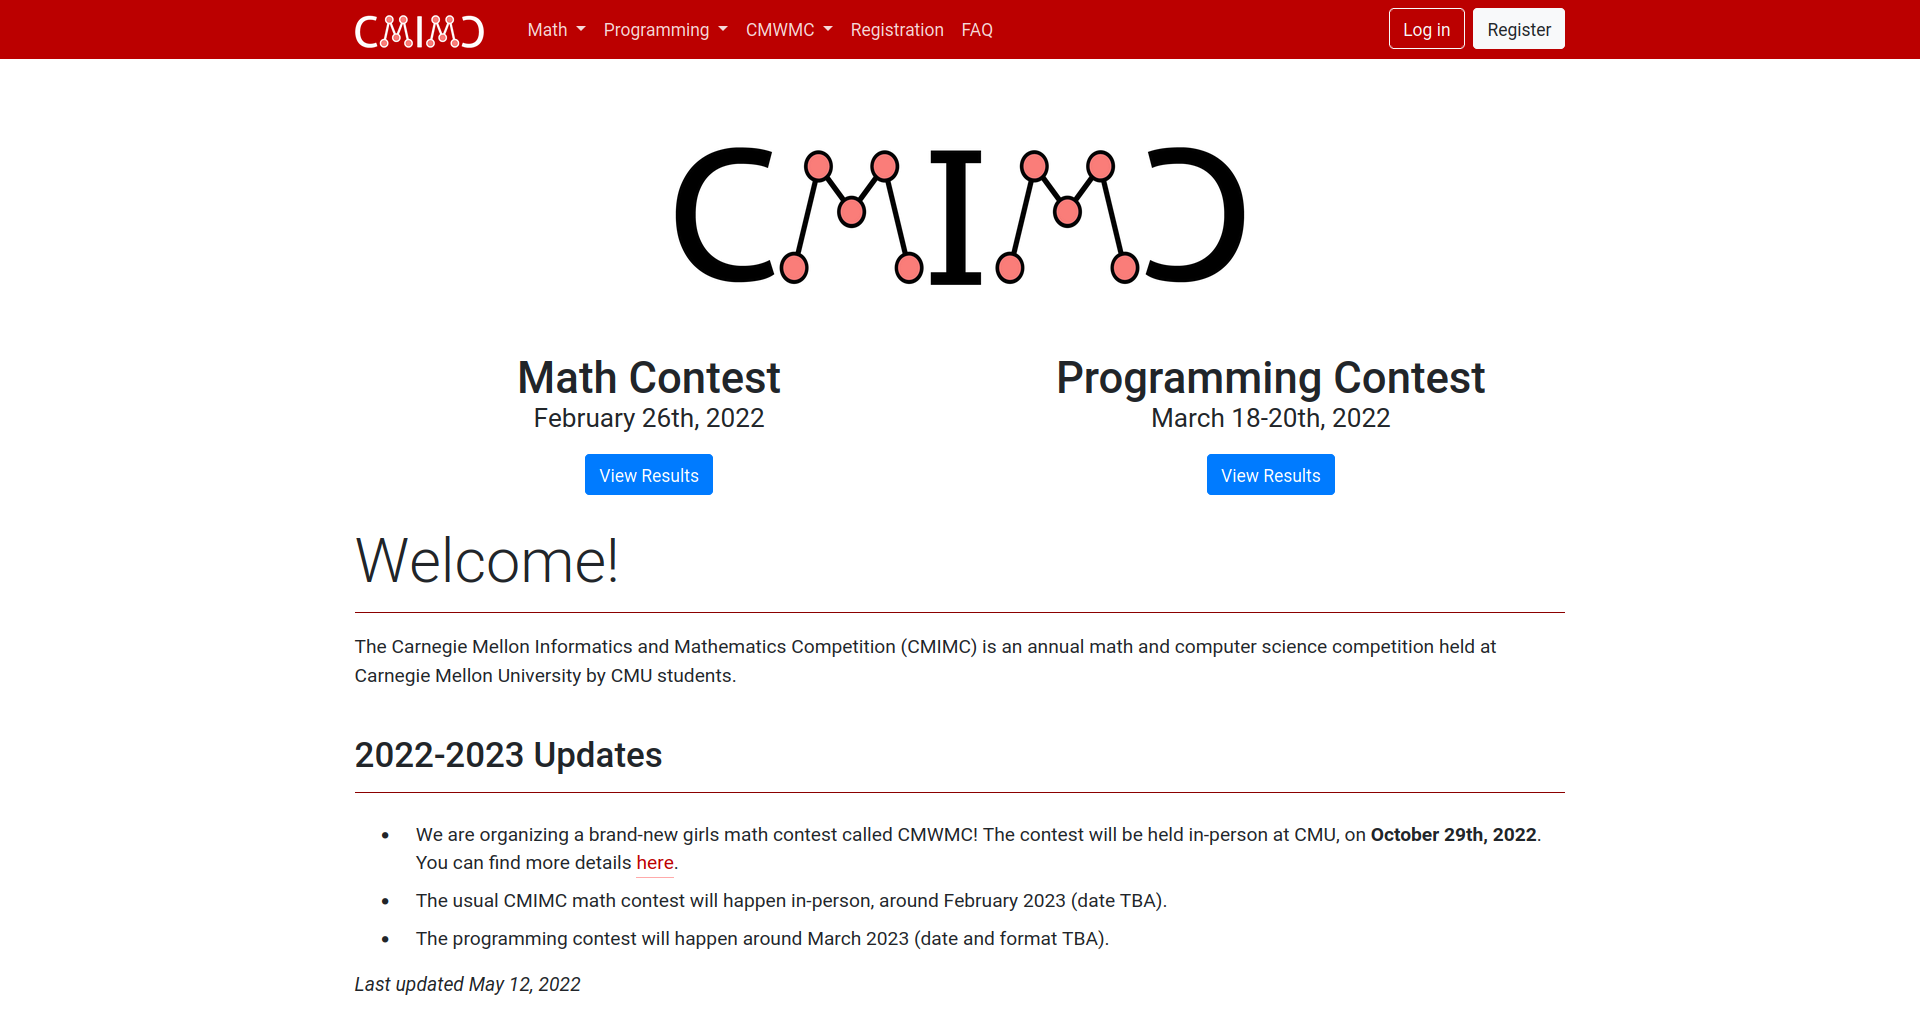 CMIMC Math Programming CMWMC Registration FAQ Log in Register
CMIMC
Math Contest
February 26th, 2022
View Results
Programming Contest
March 18-20th, 2022
View Results
Welcome!
The Carnegie Mellon Informatics and Mathematics Competition (CMIMC) is an annual math and computer science competition held at
Carnegie Mellon University by CMU students.
2022-2023 Updates
• We are organizing a brand-new girls math contest called CMWMC! The contest will be held in-person at CMU, on October 29th, 2022.
You can find more details here.
• The usual CMIMC math contest will happen in-person, around February 2023 (date TBA).
• The programming contest will happen around March 2023 (date and format TBA).
Last updated May 12, 2022